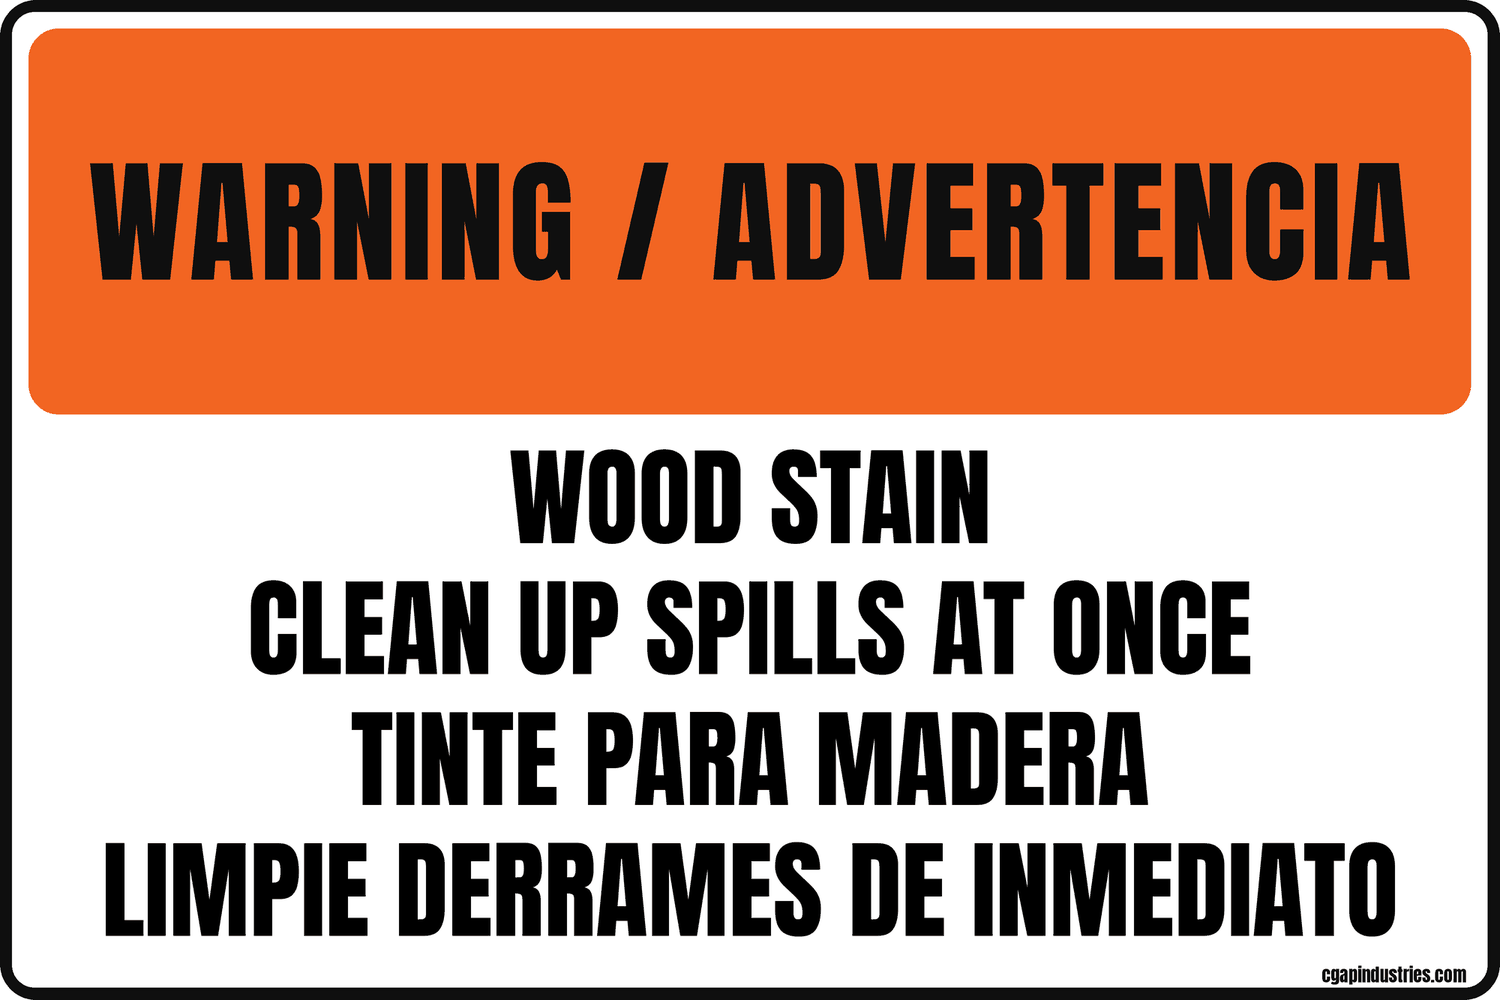 WARNING / ADVERTENCIA
WOOD STAIN
CLEAN UP SPILLS AT ONCE
TINTE PARA MADERA
LIMPIE DERRAMES DE INMEDIATO
cgapindustries.com